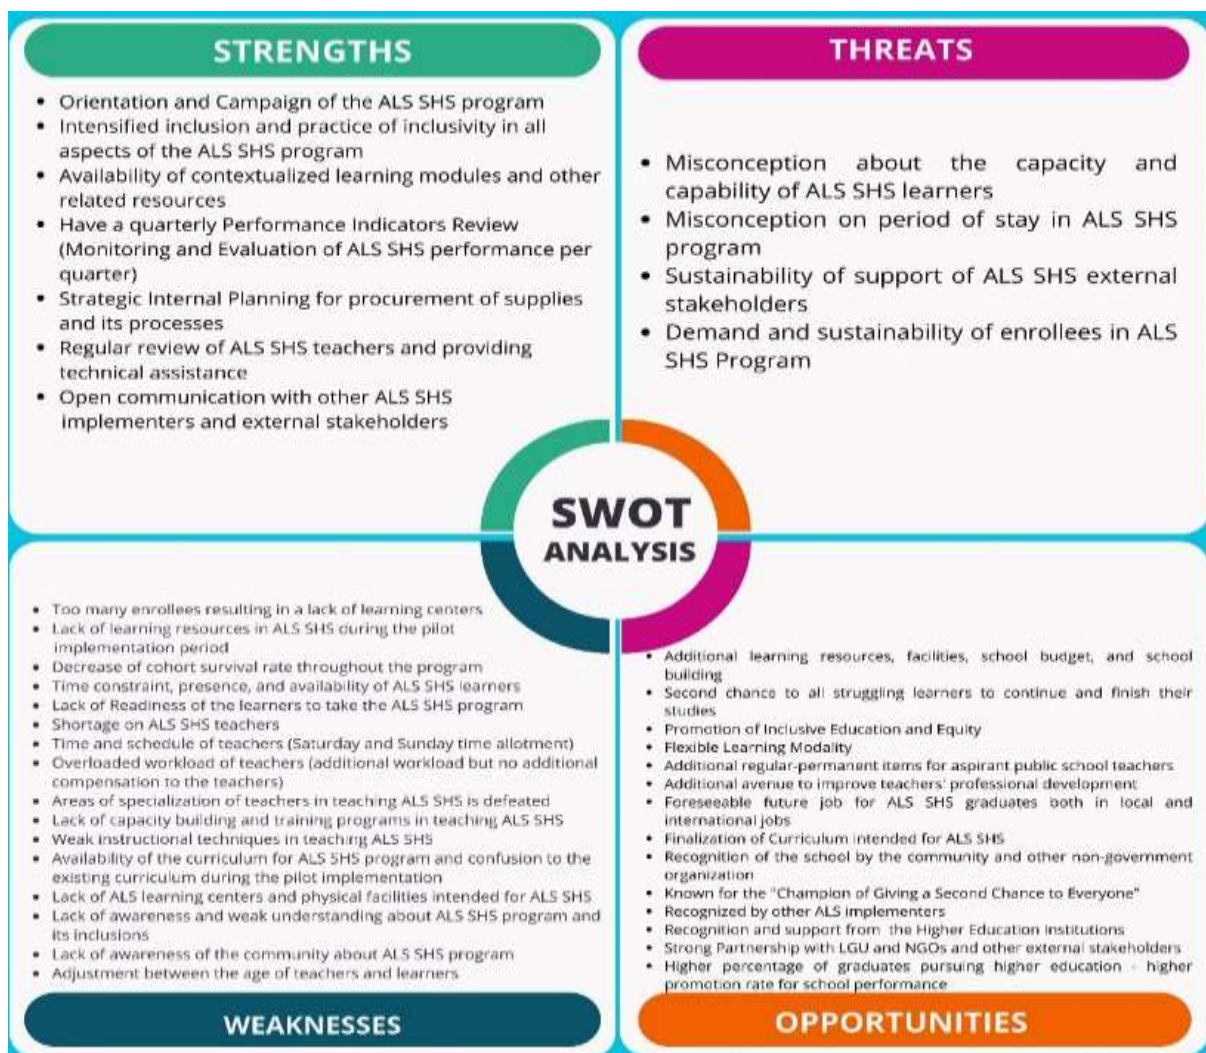 STRENGTHS
• Orientation and Campaign of the ALS SHS program
• Intensified inclusion and practice of inclusivity in all
aspects of the ALS SHS program
• Availability of contextualized learning modules and other
related resources
• Have a quarterly Performance Indicators Review
(Monitoring and Evaluation of ALS SHS performance per
quarter)
• Strategic Internal Planning for procurement of supplies
and its processes
• Regular review of ALS SHS teachers and providing
technical assistance
• Open communication with other ALS SHS
implementers and external stakeholders
THREATS
• Misconception about the capacity and
capability of ALS SHS learners
• Misconception on period of stay in ALS SHS
program
• Sustainability of support of ALS SHS external
stakeholders
• Demand and sustainability of enrollees in ALS
SHS Program
SWOT
ANALYSIS
• Too many enrollees resulting in a lack of learning centers
• Lack of learning resources in ALS SHS during the pilot
implementation period
• Decrease of cohort survival rate throughout the program
• Time constraint, presence, and availability of ALS SHS learners
• Lack of Readiness of the learners to take the ALS SHS program
• Shortage on ALS SHS teachers
• Time and schedule of teachers (Saturday and Sunday time allotment)
• Overloaded workload of teachers (additional workload but no additional
compensation to the teachers)
• Areas of specialization of teachers in teaching ALS SHS is defeated
• Lack of capacity building and training programs in teaching ALS SHS
• Weak instructional techniques in teaching ALS SHS
• Availability of the curriculum for ALS SHS program and confusion to the
existing curriculum during the pilot implementation
• Lack of ALS learning centers and physical facilities intended for ALS SHS
• Lack of awareness and weak understanding about ALS SHS program and
its inclusions
• Lack of awareness of the community about ALS SHS program
• Adjustment between the age of teachers and learners
WEAKNESSES
• Additional learning resources, facilities, school budget, and school
building
• Second chance to all struggling learners to continue and finish their
studies
• Promotion of Inclusive Education and Equity
• Flexible Learning Modality
• Additional regular-permanent items for aspirant public school teachers
• Additional avenue to improve teachers' professional development
• Foreseeable future job for ALS SHS graduates both in local and
international jobs
• Finalization of Curriculum intended for ALS SHS
• Recognition of the school by the community and other non-government
organization
• Known for the "Champion of Giving a Second Chance to Everyone"
• Recognized by other ALS implementers
• Recognition and support from the Higher Education Institutions
• Strong Partnership with LGU and NGOs and other external stakeholders
• Higher percentage of graduates pursuing higher education - higher
promotion rate for school performance
OPPORTUNITIES